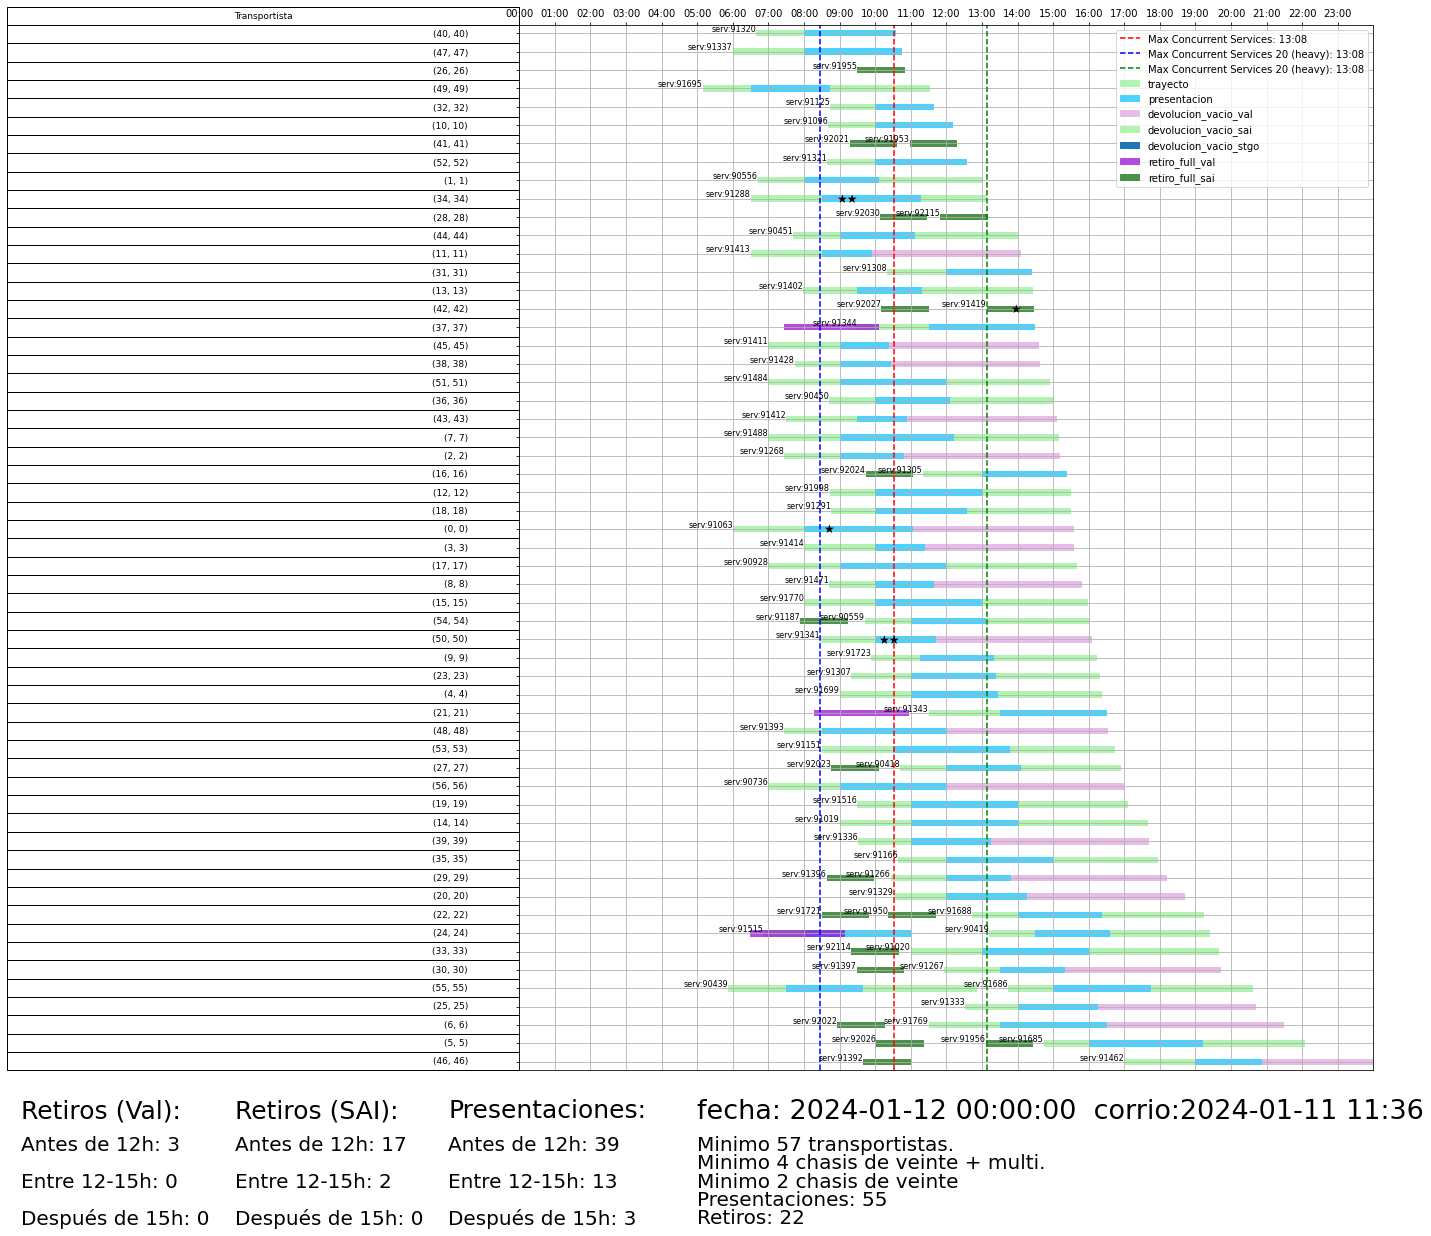 Transportista
00:00 01:00 02:00 03:00 04:00 05:00 06:00 07:00 08:00 09:00 10:00 11:00 12:00 13:00 14:00 15:00 16:00 17:00 18:00 19:00 20:00 21:00 22:00 23:00
Max Concurrent Services: 13:08
Max Concurrent Services 20 (heavy): 13:08
Max Concurrent Services 20 (heavy): 13:08
trayecto
presentacion
devolucion_vacio_val
devolucion_vacio_sai
devolucion_vacio_stgo
retiro_full_val
retiro_full_sai
(40, 40) serv:91320
(47, 47) serv:91337
(26, 26) serv:91955
(49, 49) serv:91695
(32, 32) serv:91125
(10, 10) serv:91096
(41, 41) serv:92021 serv:91953
(52, 52) serv:91321
(1, 1) serv:90556
(34, 34) serv:91288
(28, 28) serv:92030 serv:92115
(44, 44) serv:90451
(11, 11) serv:91413
(31, 31) serv:91308
(13, 13) serv:91402
(42, 42) serv:92027 serv:91419
(37, 37) serv:91344
(45, 45) serv:91411
(38, 38) serv:91428
(51, 51) serv:91484
(36, 36) serv:90450
(43, 43) serv:91412
(7, 7) serv:91488
(2, 2) serv:91268
(16, 16) serv:92024 serv:91305
(12, 12) serv:91998
(18, 18) serv:91291
(0, 0) serv:91063
(3, 3) serv:91414
(17, 17) serv:90928
(8, 8) serv:91471
(15, 15) serv:91770
(54, 54) serv:91187 serv:90559
(50, 50) serv:91341
(9, 9) serv:91723
(23, 23) serv:91307
(4, 4) serv:91699
(21, 21) serv:91343
(48, 48) serv:91393
(53, 53) serv:91151
(27, 27) serv:92023 serv:90418
(56, 56) serv:90736
(19, 19) serv:91516
(14, 14) serv:91019
(39, 39) serv:91336
(35, 35) serv:91166
(29, 29) serv:91396 serv:91266
(20, 20) serv:91329
(22, 22) serv:91721 serv:91950 serv:91688
(24, 24) serv:91515 serv:90419
(33, 33) serv:92114 serv:91020
(30, 30) serv:91397 serv:91267
(55, 55) serv:90439 serv:91686
(25, 25) serv:91333
(6, 6) serv:92022 serv:91769
(5, 5) serv:92026 serv:91956 serv:91685
(46, 46) serv:91392 serv:91462
Retiros (Val):
Antes de 12h: 3
Entre 12-15h: 0
Después de 15h: 0
Retiros (SAI):
Antes de 12h: 17
Entre 12-15h: 2
Después de 15h: 0
Presentaciones:
Antes de 12h: 39
Entre 12-15h: 13
Después de 15h: 3
fecha: 2024-01-12 00:00:00 corrio:2024-01-11 11:36
Minimo 57 transportistas.
Minimo 4 chasis de veinte + multi.
Minimo 2 chasis de veinte
Presentaciones: 55
Retiros: 22